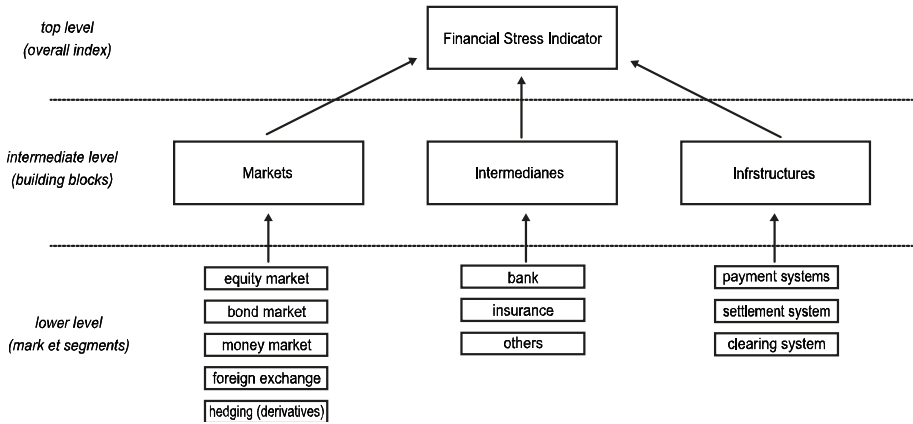 top level
(overall index)
Financial Stress Indicator
intermediate level
(building blocks)
Markets
Intermedianes
Infrstructures
lower level
(mark et segments)
equity market
bond market
money market
foreign exchange
hedging (derivatives)
bank
insurance
others
payment systems
settlement system
clearing system